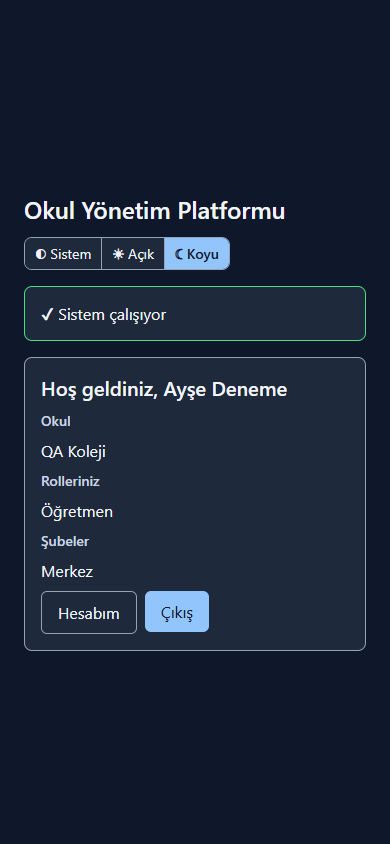 Okul Yönetim Platformu
◐ Sistem ☀ Açık ☾ Koyu
✔ Sistem çalışıyor
Hoş geldiniz, Ayşe Deneme
Okul
QA Koleji
Rolleriniz
Öğretmen
Şubeler
Merkez
Hesabım Çıkış